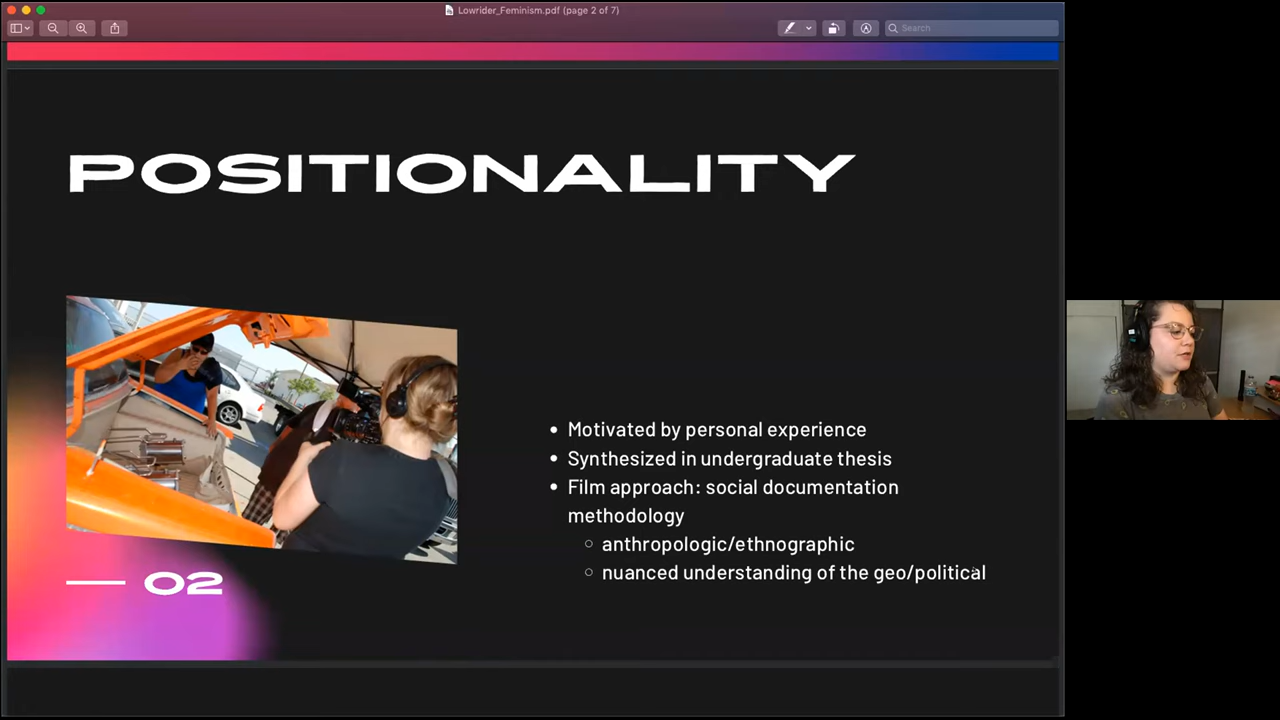 Lowrider_Feminism.pdf (page 2 of 7)
Search
POSITIONALITY
• Motivated by personal experience
• Synthesized in undergraduate thesis
• Film approach: social documentation
methodology
○ anthropologic/ethnographic
○ nuanced understanding of the geo/political
02